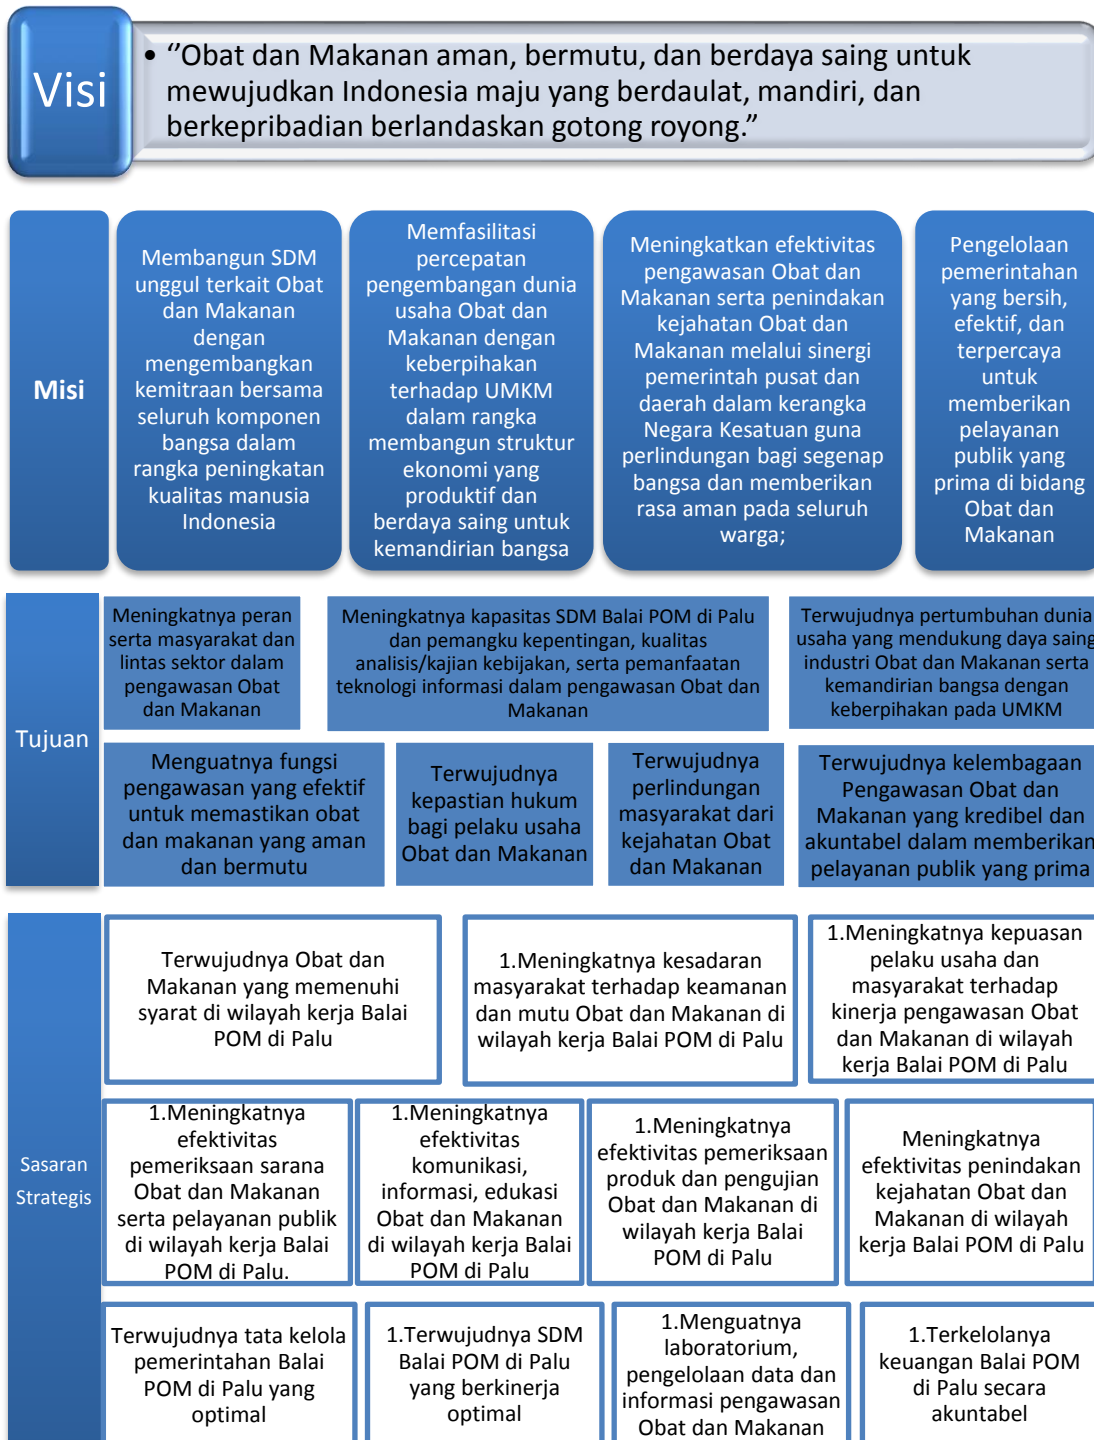 Visi
• “Obat dan Makanan aman, bermutu, dan berdaya saing untuk
mewujudkan Indonesia maju yang berdaulat, mandiri, dan
berkepribadian berlandaskan gotong royong.”
Misi
Membangun SDM
unggul terkait Obat
dan Makanan
dengan
mengembangkan
kemitraan bersama
seluruh komponen
bangsa dalam
rangka peningkatan
kualitas manusia
Indonesia
Memfasilitasi
percepatan
pengembangan dunia
usaha Obat dan
Makanan dengan
keberpihakan
terhadap UMKM
dalam rangka
membangun struktur
ekonomi yang
produktif dan
berdaya saing untuk
kemandirian bangsa
Meningkatkan efektivitas
pengawasan Obat dan
Makanan serta penindakan
kejahatan Obat dan
Makanan melalui sinergi
pemerintah pusat dan
daerah dalam kerangka
Negara Kesatuan guna
perlindungan bagi segenap
bangsa dan memberikan
rasa aman pada seluruh
warga;
Pengelolaan
pemerintahan
yang bersih,
efektif, dan
terpercaya
untuk
memberikan
pelayanan
publik yang
prima di bidang
Obat dan
Makanan
Tujuan
Meningkatnya peran
serta masyarakat dan
lintas sektor dalam
pengawasan Obat
dan Makanan
Meningkatnya kapasitas SDM Balai POM di Palu
dan pemangku kepentingan, kualitas
analisis/kajian kebijakan, serta pemanfaatan
teknologi informasi dalam pengawasan Obat dan
Makanan
Terwujudnya pertumbuhan dunia
usaha yang mendukung daya saing
industri Obat dan Makanan serta
kemandirian bangsa dengan
keberpihakan pada UMKM
Menguatnya fungsi
pengawasan yang efektif
untuk memastikan obat
dan makanan yang aman
dan bermutu
Terwujudnya
kepastian hukum
bagi pelaku usaha
Obat dan Makanan
Terwujudnya
perlindungan
masyarakat dari
kejahatan Obat
dan Makanan
Terwujudnya kelembagaan
Pengawasan Obat dan
Makanan yang kredibel dan
akuntabel dalam memberikan
pelayanan publik yang prima
Sasaran
Strategis
Terwujudnya Obat dan
Makanan yang memenuhi
syarat di wilayah kerja Balai
POM di Palu
1.Meningkatnya kesadaran
masyarakat terhadap keamanan
dan mutu Obat dan Makanan di
wilayah kerja Balai POM di Palu
1.Meningkatnya kepuasan
pelaku usaha dan
masyarakat terhadap
kinerja pengawasan Obat
dan Makanan di wilayah
kerja Balai POM di Palu
1.Meningkatnya
efektivitas
pemeriksaan sarana
Obat dan Makanan
serta pelayanan publik
di wilayah kerja Balai
POM di Palu.
1.Meningkatnya
efektivitas
komunikasi,
informasi, edukasi
Obat dan Makanan
di wilayah kerja Balai
POM di Palu
1.Meningkatnya
efektivitas pemeriksaan
produk dan pengujian
Obat dan Makanan di
wilayah kerja Balai
POM di Palu
Meningkatnya
efektivitas penindakan
kejahatan Obat dan
Makanan di wilayah
kerja Balai POM di Palu
Terwujudnya tata kelola
pemerintahan Balai
POM di Palu yang
optimal
1.Terwujudnya SDM
Balai POM di Palu
yang berkinerja
optimal
1.Menguatnya
laboratorium,
pengelolaan data dan
informasi pengawasan
Obat dan Makanan
1.Terkelolanya
keuangan Balai POM
di Palu secara
akuntabel